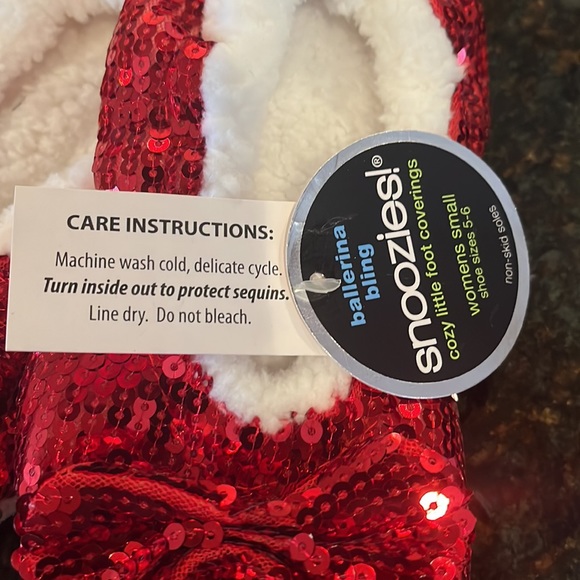 CARE INSTRUCTIONS:
Machine wash cold, delicate cycle.
Turn inside out to protect sequins.
Line dry. Do not bleach.
ballerina
bling
snoozies!®
cozy little foot coverings
womens small
shoe sizes 5-6
non-skid soles